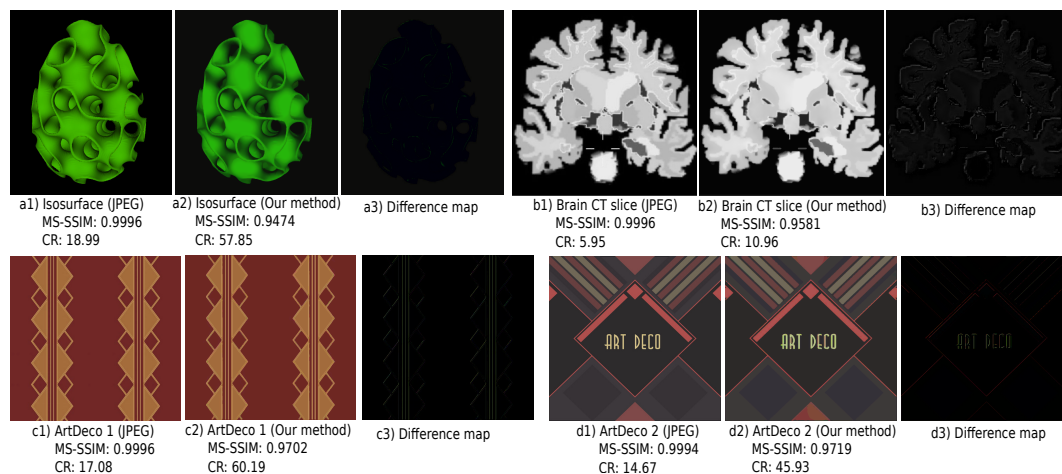 a1) Isosurface (JPEG)
MS-SSIM: 0.9996
CR: 18.99
a2) Isosurface (Our method)
MS-SSIM: 0.9474
CR: 57.85
a3) Difference map
b1) Brain CT slice (JPEG)
MS-SSIM: 0.9996
CR: 5.95
b2) Brain CT slice (Our method)
MS-SSIM: 0.9581
CR: 10.96
b3) Difference map
ART DECO
ART DECO
ART DECO
c1) ArtDeco 1 (JPEG)
MS-SSIM: 0.9996
CR: 17.08
c2) ArtDeco 1 (Our method)
MS-SSIM: 0.9702
CR: 60.19
c3) Difference map
d1) ArtDeco 2 (JPEG)
MS-SSIM: 0.9994
CR: 14.67
d2) ArtDeco 2 (Our method)
MS-SSIM: 0.9719
CR: 45.93
d3) Difference map